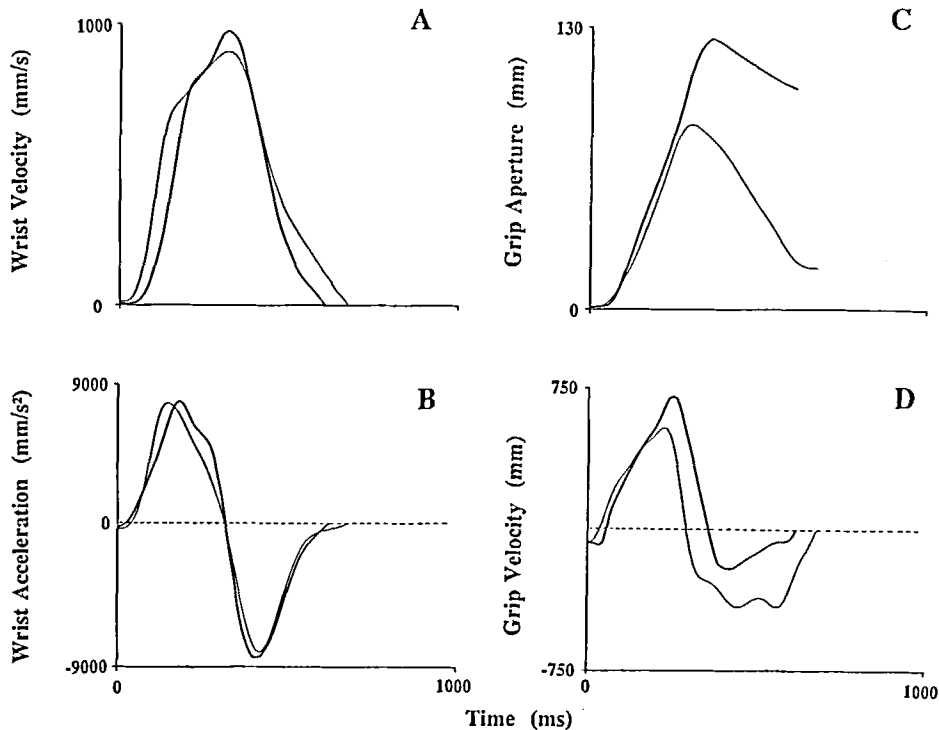 A
1000
Wrist Velocity (mm/s)
0
C
130
Grip Aperture (mm)
0
B
9000
Wrist Acceleration (mm/s²)
0
-9000
0
1000
D
750
Grip Velocity (mm)
-750
0
1000
Time (ms)